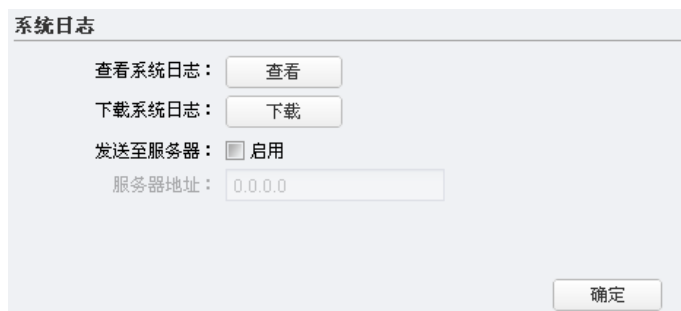 系统日志
查看系统日志： 查看
下载系统日志： 下载
发送至服务器： 启用
服务器地址： 0.0.0.0
确定